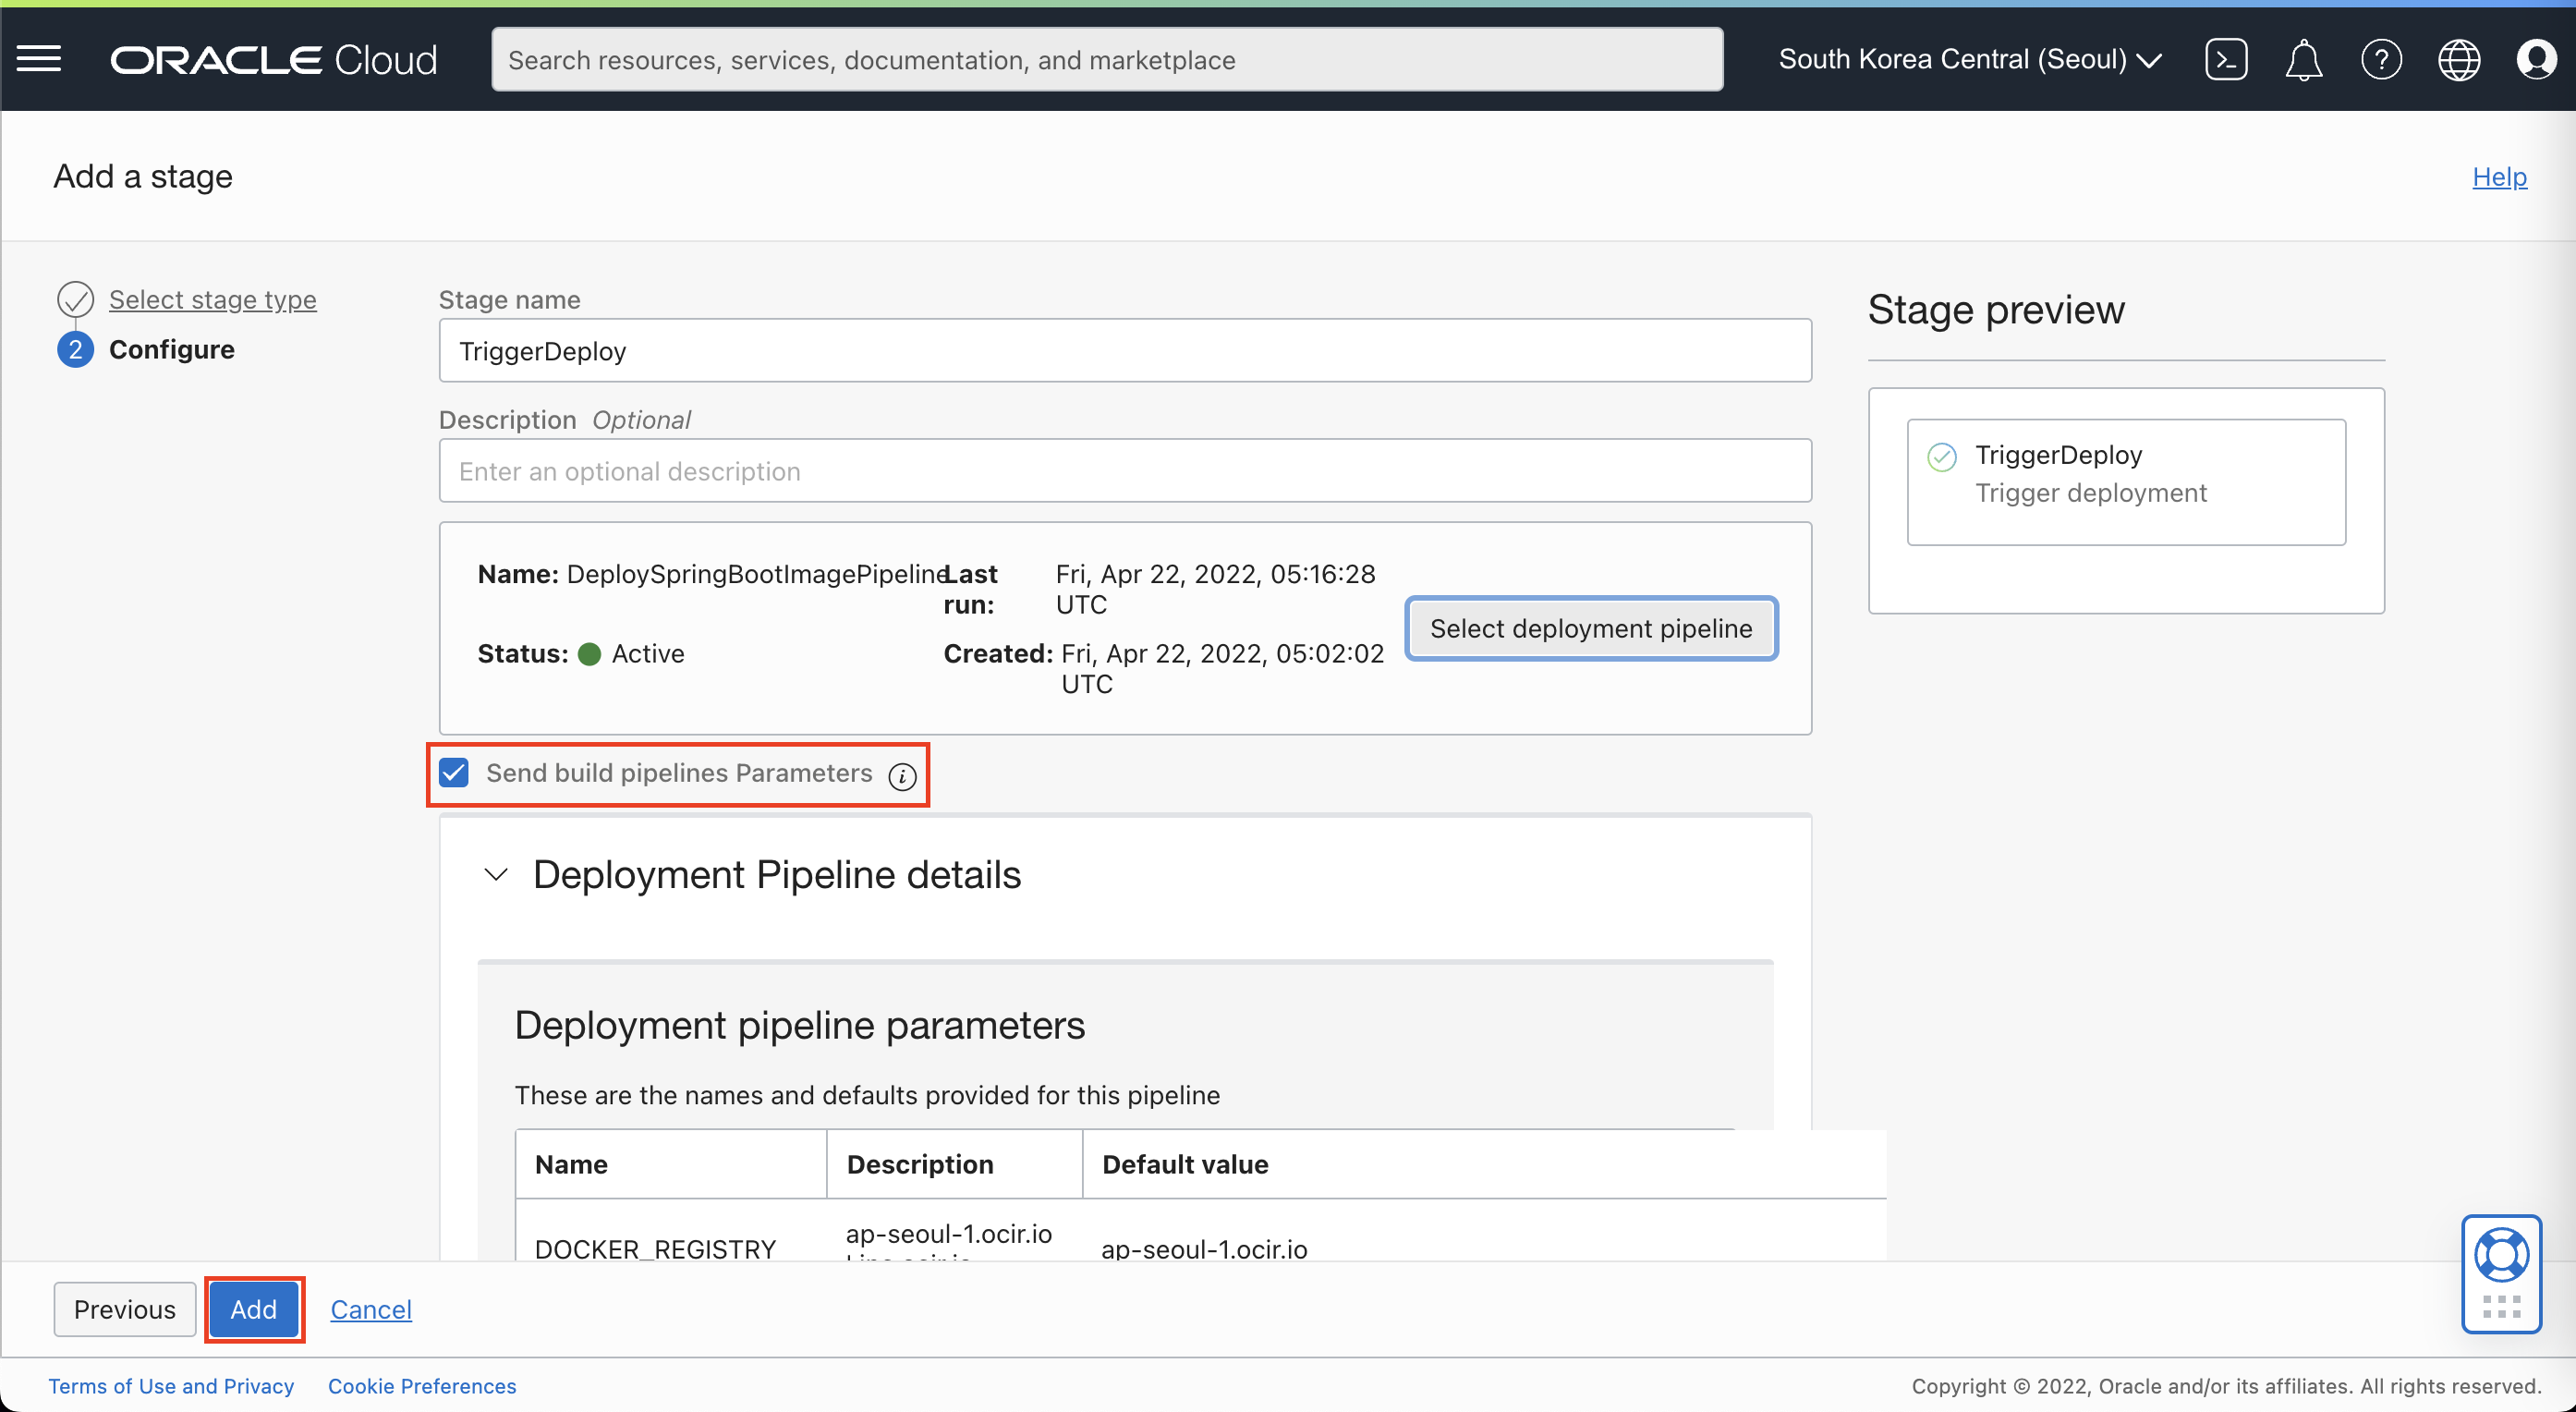 ORACLE Cloud
Search resources, services, documentation, and marketplace
South Korea Central (Seoul)
Add a stage
Help
Select stage type
2 Configure
Stage name
TriggerDeploy
Description Optional
Enter an optional description
Name: DeploySpringBootImagePipeline
Last run: Fri, Apr 22, 2022, 05:16:28 UTC
Status: Active
Created: Fri, Apr 22, 2022, 05:02:02 UTC
Select deployment pipeline
Send build pipelines Parameters
Deployment Pipeline details
Deployment pipeline parameters
These are the names and defaults provided for this pipeline
Name Description Default value
DOCKER_REGISTRY ap-seoul-1.ocir.io ap-seoul-1.ocir.io
Stage preview
TriggerDeploy
Trigger deployment
Previous Add Cancel
Terms of Use and Privacy Cookie Preferences
Copyright © 2022, Oracle and/or its affiliates. All rights reserved.